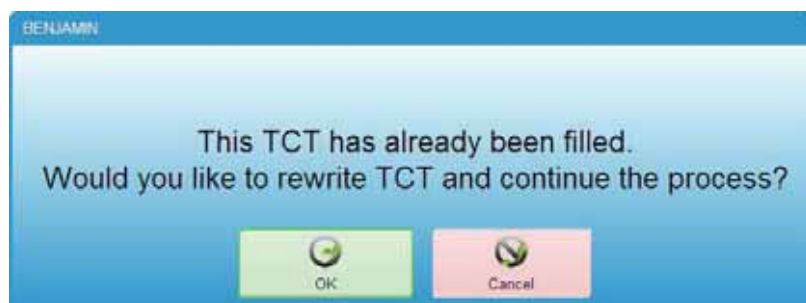 BENJAMIN
This TCT has already been filled.
Would you like to rewrite TCT and continue the process?
OK
Cancel